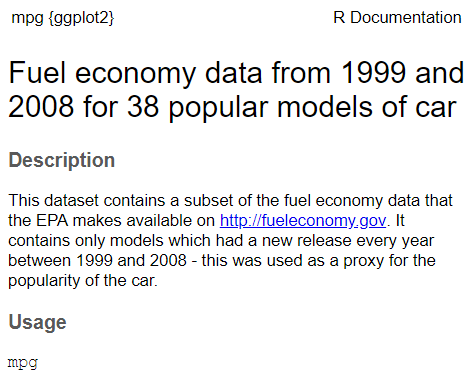 mpg {ggplot2} R Documentation
Fuel economy data from 1999 and
2008 for 38 popular models of car
Description
This dataset contains a subset of the fuel economy data that
the EPA makes available on http://fueleconomy.gov. It
contains only models which had a new release every year
between 1999 and 2008 - this was used as a proxy for the
popularity of the car.
Usage
mpg